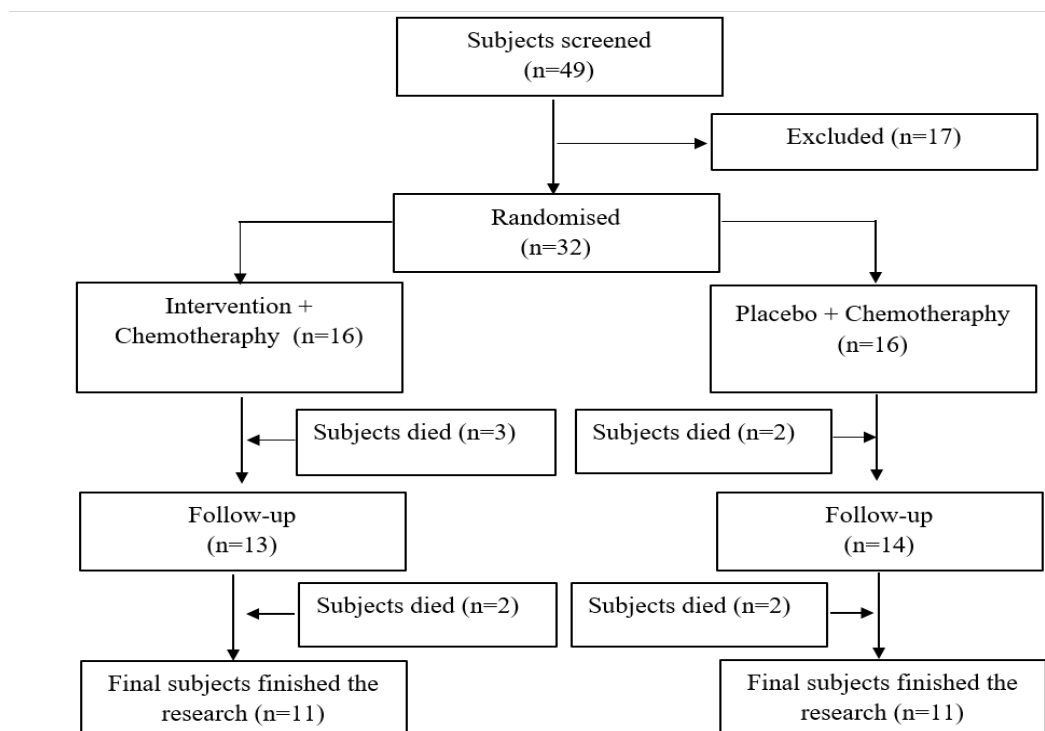 Subjects screened
(n=49)
Excluded (n=17)
Randomised
(n=32)
Intervention +
Chemotheraphy (n=16)
Placebo + Chemotheraphy
(n=16)
Subjects died (n=3)
Subjects died (n=2)
Follow-up
(n=13)
Follow-up
(n=14)
Subjects died (n=2)
Subjects died (n=2)
Final subjects finished the
research (n=11)
Final subjects finished the
research (n=11)